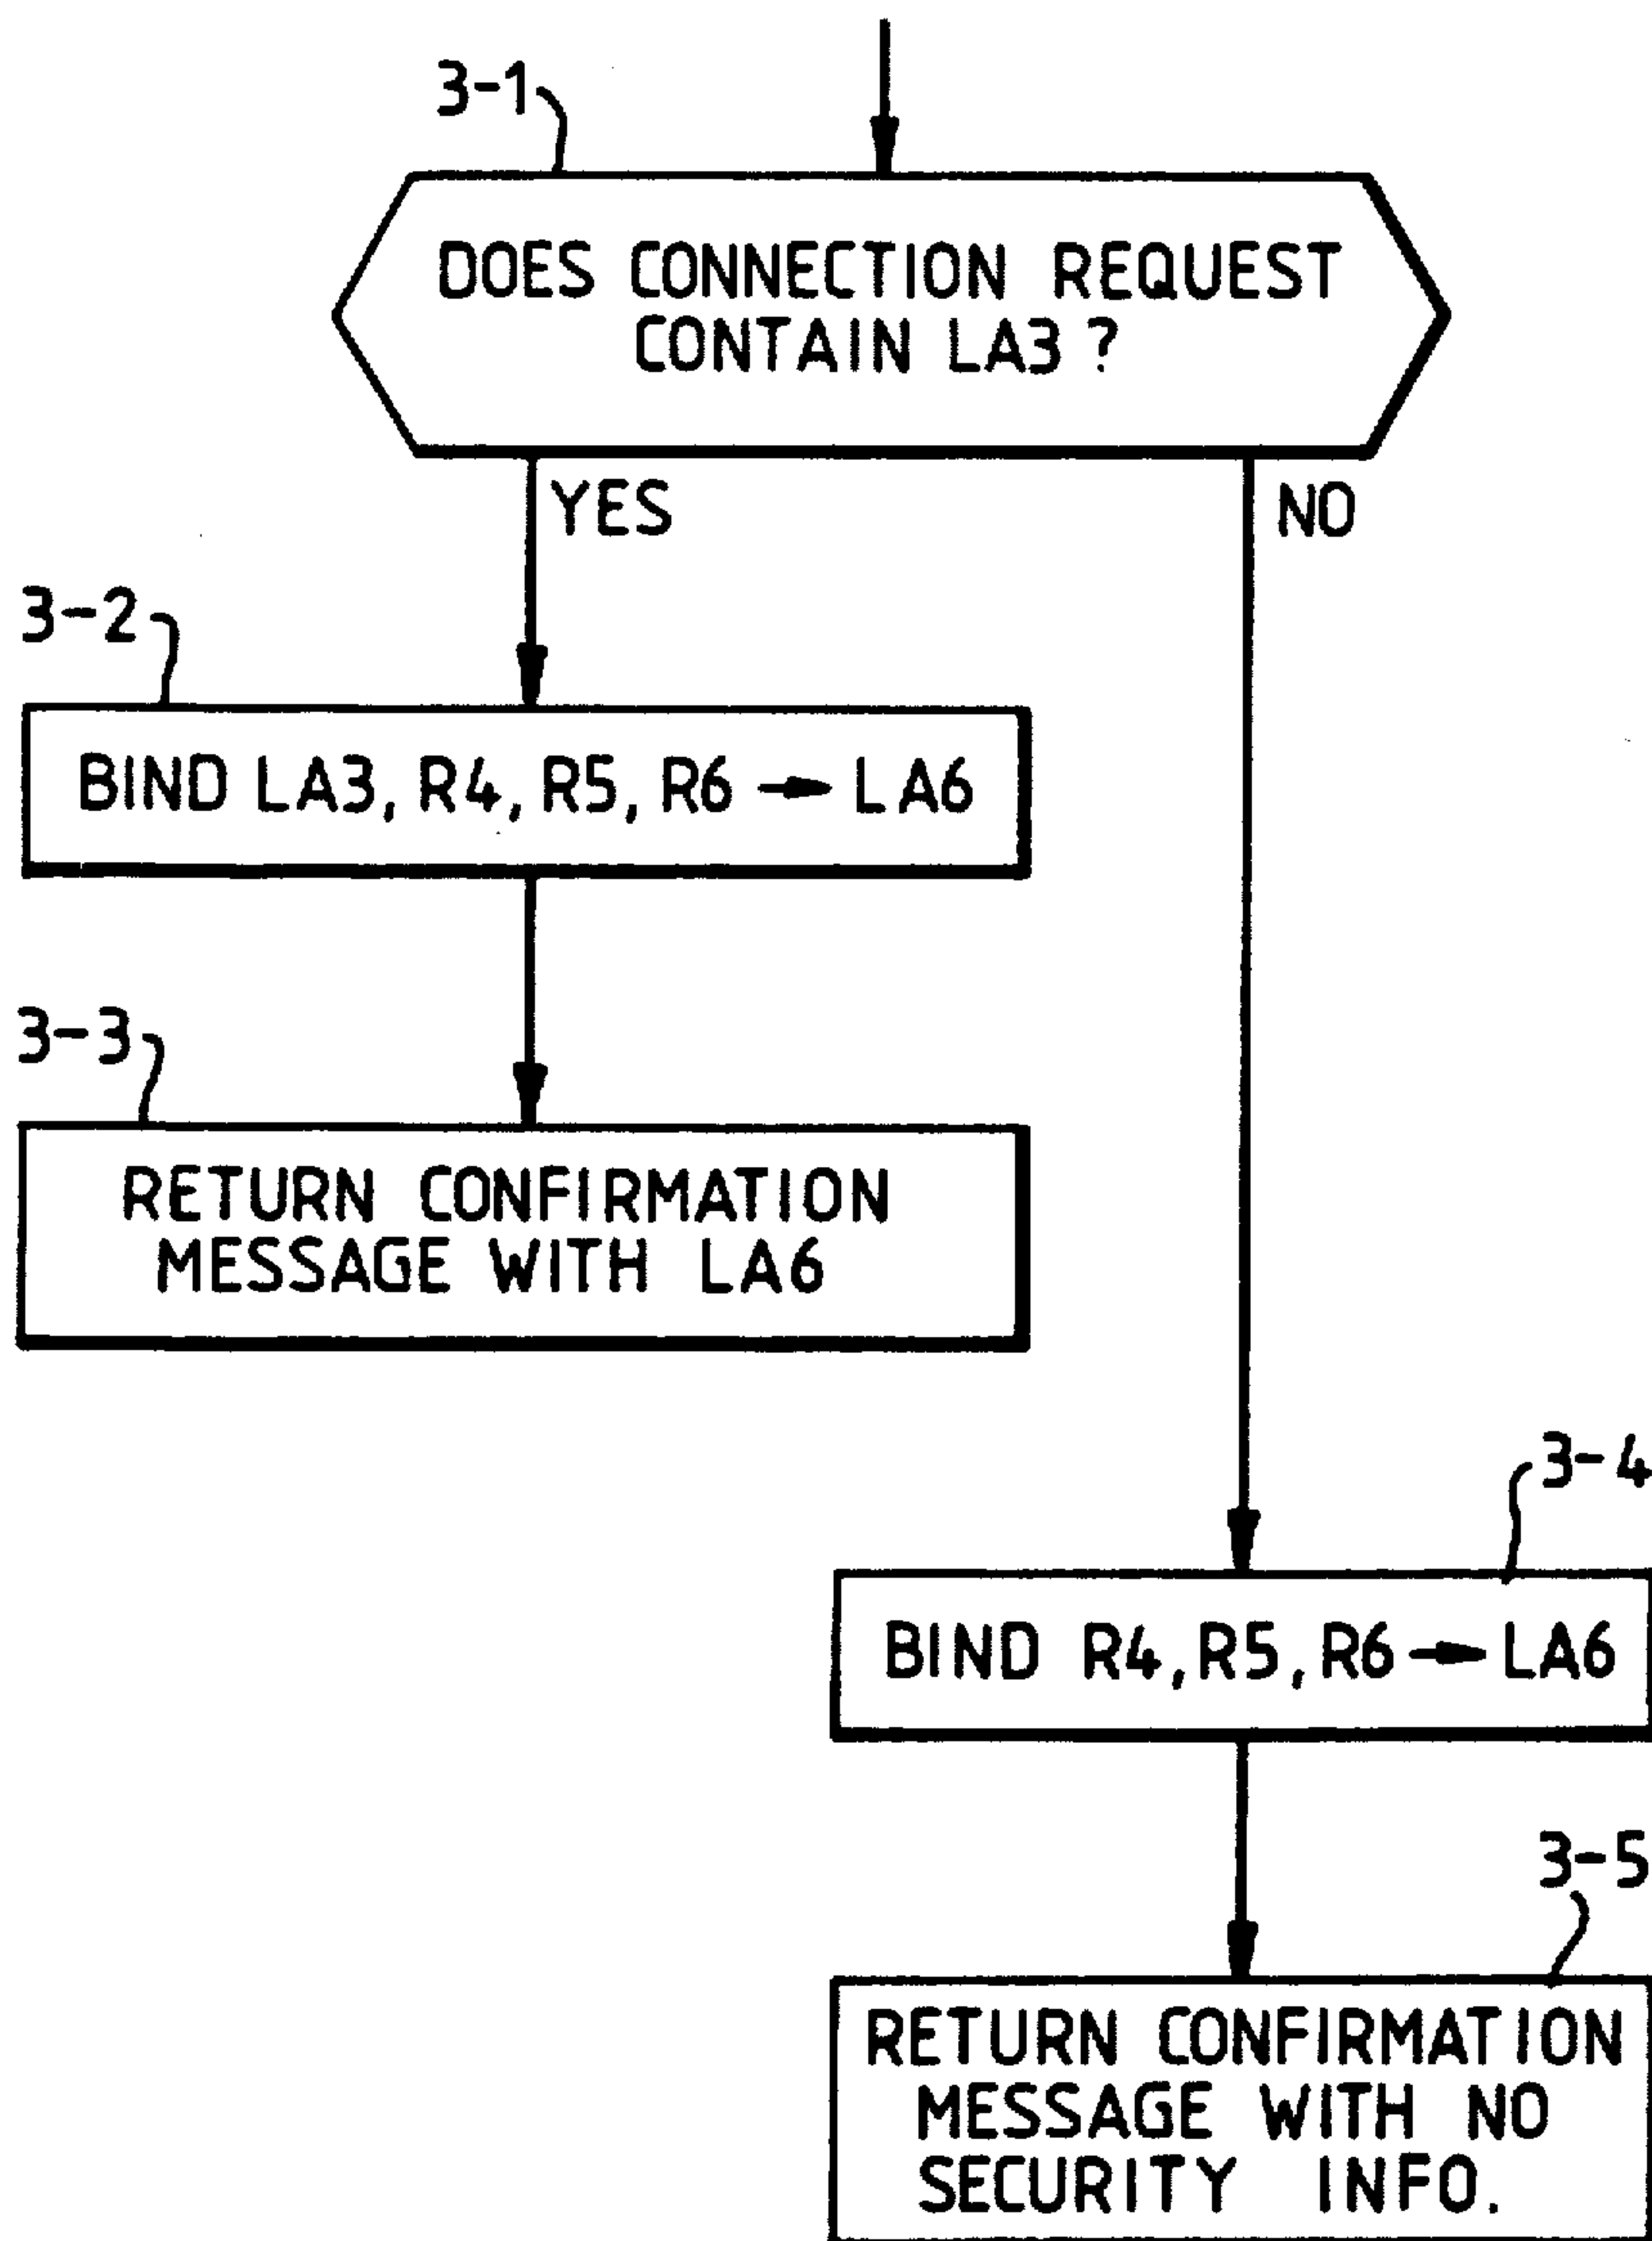 3-1
DOES CONNECTION REQUEST
CONTAIN LA3 ?
YES
NO
3-2
BIND LA3, R4, R5, R6 → LA6
3-3
RETURN CONFIRMATION
MESSAGE WITH LA6
3-4
BIND R4, R5, R6 → LA6
3-5
RETURN CONFIRMATION
MESSAGE WITH NO
SECURITY INFO.